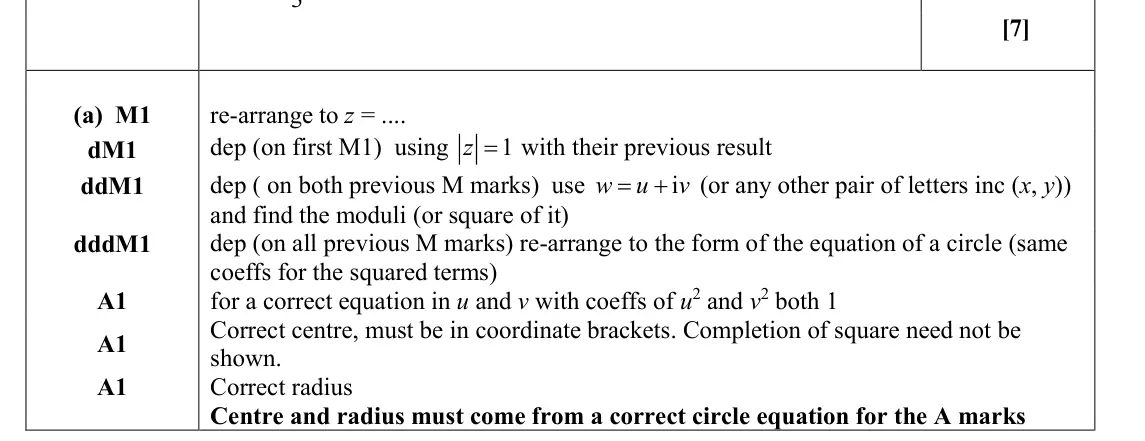 [7]
(a) M1 re-arrange to z = ....
dM1 dep (on first M1) using |z| = 1 with their previous result
ddM1 dep ( on both previous M marks) use w = u + iv (or any other pair of letters inc (x, y))
and find the moduli (or square of it)
dddM1 dep (on all previous M marks) re-arrange to the form of the equation of a circle (same
coeffs for the squared terms)
A1 for a correct equation in u and v with coeffs of u² and v² both 1
A1 Correct centre, must be in coordinate brackets. Completion of square need not be
shown.
A1 Correct radius
Centre and radius must come from a correct circle equation for the A marks